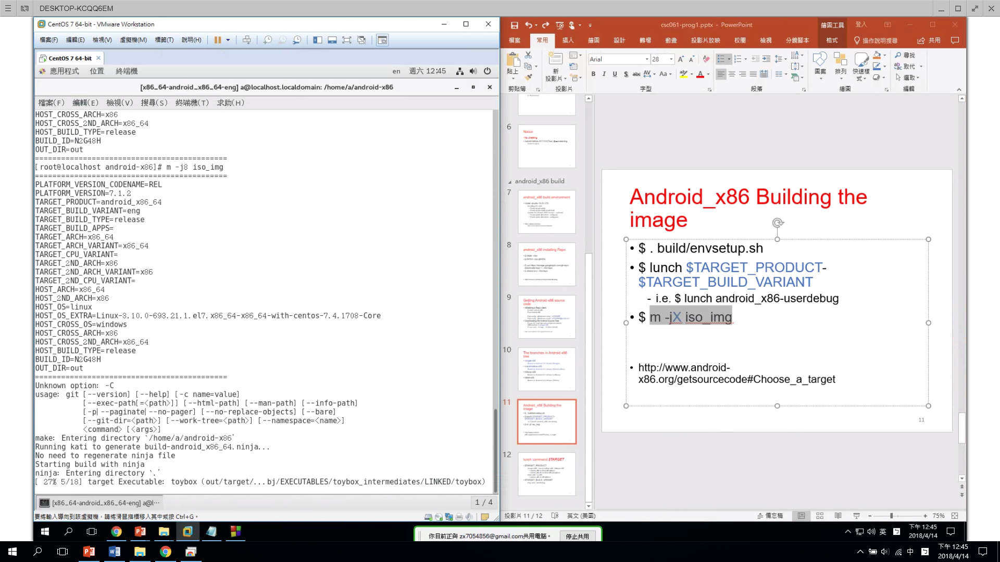 DESKTOP-KCQQ6EM
CentOS 7 64-bit - VMware Workstation
檔案(F) 編輯(E) 檢視(V) 虛擬機(M) 標籤(T) 說明(H)
CentOS 7 64-bit
應用程式 位置 終端機 en 週六 12:45
[x86_64-android_x86_64-eng] a@localhost.localdomain: /home/a/android-x86
檔案(F) 編輯(E) 檢視(V) 搜尋(S) 終端機(T) 求助(H)
HOST_CROSS_ARCH=x86
HOST_CROSS_2ND_ARCH=x86_64
HOST_BUILD_TYPE=release
BUILD_ID=N2G48H
OUT_DIR=out
============================================
[root@localhost android-x86]# m -j8 iso_img
============================================
PLATFORM_VERSION_CODENAME=REL
PLATFORM_VERSION=7.1.2
TARGET_PRODUCT=android_x86_64
TARGET_BUILD_VARIANT=eng
TARGET_BUILD_TYPE=release
TARGET_BUILD_APPS=
TARGET_ARCH=x86_64
TARGET_ARCH_VARIANT=x86_64
TARGET_CPU_VARIANT=
TARGET_2ND_ARCH=x86
TARGET_2ND_ARCH_VARIANT=x86
TARGET_2ND_CPU_VARIANT=
HOST_ARCH=x86_64
HOST_2ND_ARCH=x86
HOST_OS=linux
HOST_OS_EXTRA=Linux-3.10.0-693.21.1.el7.x86_64-x86_64-with-centos-7.4.1708-Core
HOST_CROSS_OS=windows
HOST_CROSS_ARCH=x86
HOST_CROSS_2ND_ARCH=x86_64
HOST_BUILD_TYPE=release
BUILD_ID=N2G48H
OUT_DIR=out
============================================
Unknown option: -C
usage: git [--version] [--help] [-c name=value]
[--exec-path[=<path>]] [--html-path] [--man-path] [--info-path]
[-p|--paginate|--no-pager] [--no-replace-objects] [--bare]
[--git-dir=<path>] [--work-tree=<path>] [--namespace=<name>]
<command> [<args>]
make: Entering directory `/home/a/android-x86'
Running kati to generate build-android_x86_64.ninja...
No need to regenerate ninja file
Starting build with ninja
ninja: Entering directory `.'
[ 27% 5/18] target Executable: toybox (out/target/...bj/EXECUTABLES/toybox_intermediates/LINKED/toybox)
[x86_64-android_x86_64-eng] a@l… 1 / 4
要將輸入導向到該虛擬機，請將滑鼠指標移入其中或按 Ctrl+G。
csc061-prog1.pptx - PowerPoint 繪圖工具 登入
檔案 常用 插入 繪圖 設計 轉場 動畫 投影片放映 校閱 檢視 分鏡腳本 格式 操作說明搜尋 共用
Arial 28
貼上 新投影片 圖案 排列 快速樣式 尋找 取代 選取
剪貼簿 投影片 字型 段落 繪圖 編輯
6 Notice
android_x86 build
7 android_x86 build environment
8 android_x86 installing Repo
9 Getting Android x86 source code
10 The branches in Android x86 tree
11 Android_x86 Building the image
12 lunch command $TARGET
Android_x86 Building the
image
• $ . build/envsetup.sh
• $ lunch $TARGET_PRODUCT-
$TARGET_BUILD_VARIANT
- i.e. $ lunch android_x86-userdebug
• $ m -jX iso_img
• http://www.android-
x86.org/getsourcecode#Choose_a_target
11
投影片 11 / 12 英文 (美國) 備忘稿 75%
你目前正與 zx7054856@gmail.com共用電腦。 停止共用
英 下午 12:45
2018/4/14
中 下午 12:45
2018/4/14